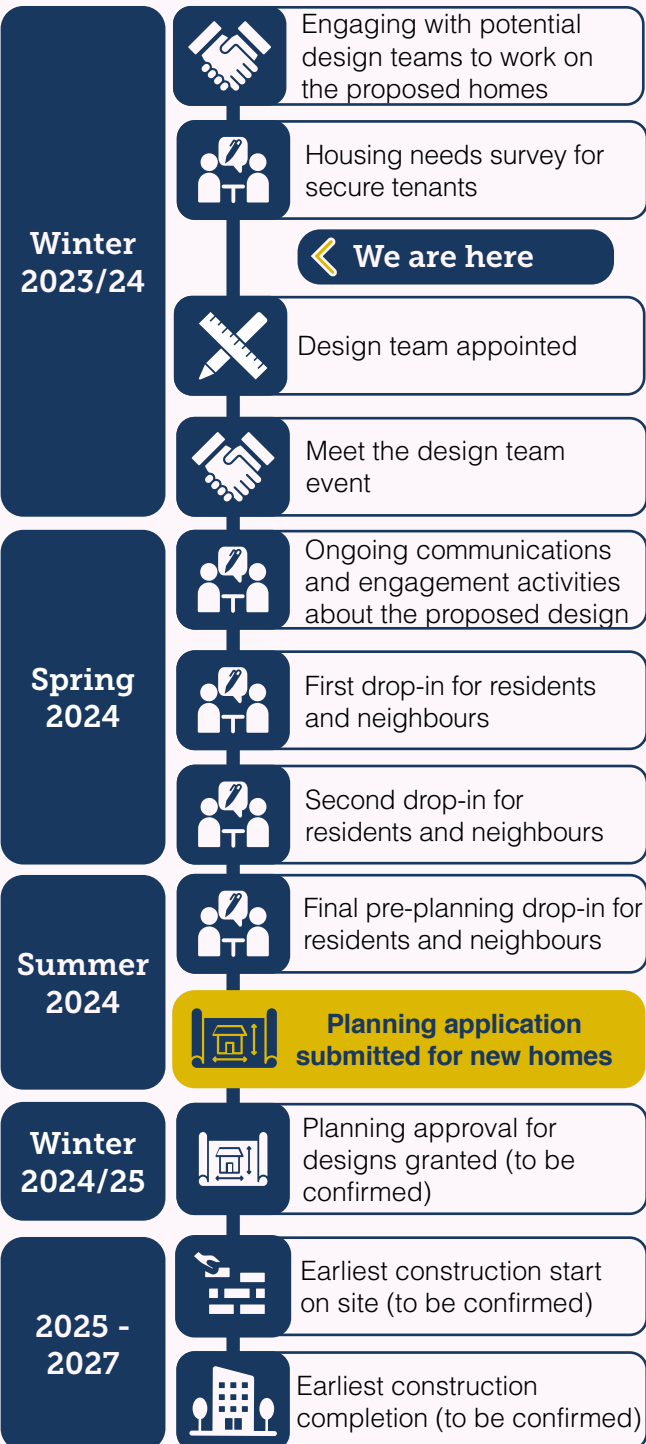 Winter
2023/24
Engaging with potential
design teams to work on
the proposed homes
Housing needs survey for
secure tenants
We are here
Design team appointed
Meet the design team
event
Spring
2024
Ongoing communications
and engagement activities
about the proposed design
First drop-in for residents
and neighbours
Second drop-in for
residents and neighbours
Summer
2024
Final pre-planning drop-in for
residents and neighbours
Planning application
submitted for new homes
Winter
2024/25
Planning approval for
designs granted (to be
confirmed)
2025 -
2027
Earliest construction start
on site (to be confirmed)
Earliest construction
completion (to be confirmed)